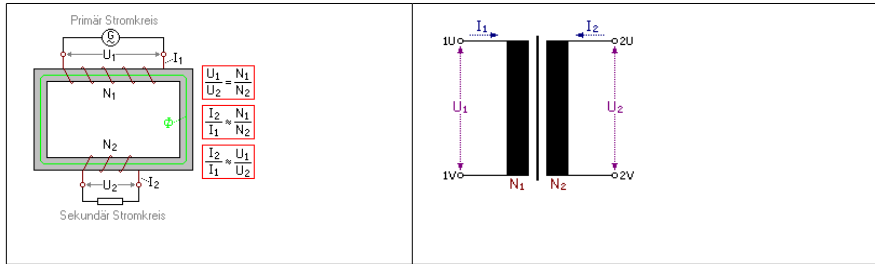 Primär Stromkreis
G
~
U₁
I₁
N₁
U₁/U₂ = N₁/N₂
I₂/I₁ ≈ N₁/N₂
I₂/I₁ ≈ U₁/U₂
Φ
N₂
U₂
I₂
Sekundär Stromkreis
I₁ I₂
1U 2U
U₁ U₂
1V 2V
N₁ N₂